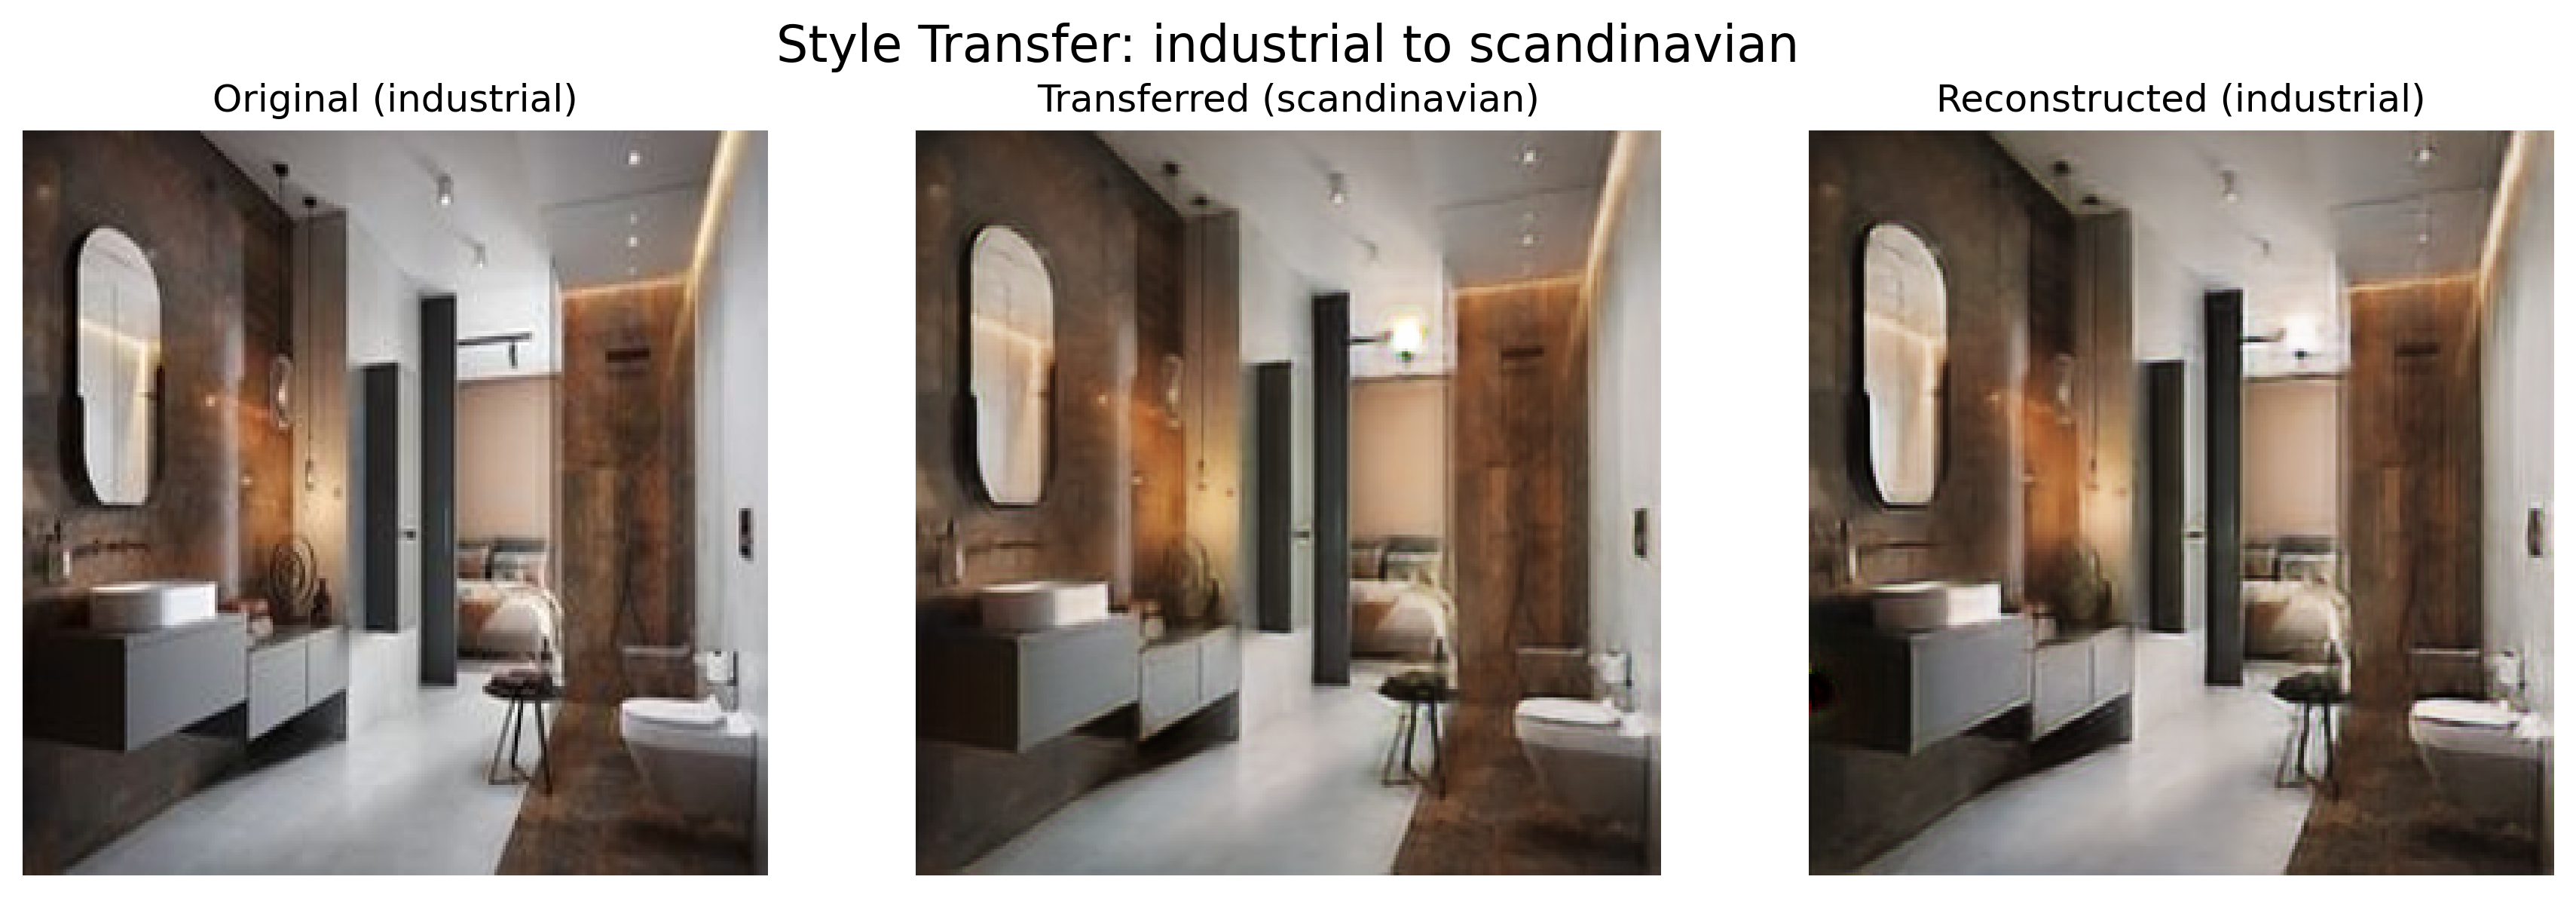 Style Transfer: industrial to scandinavian
Original (industrial)
Transferred (scandinavian)
Reconstructed (industrial)